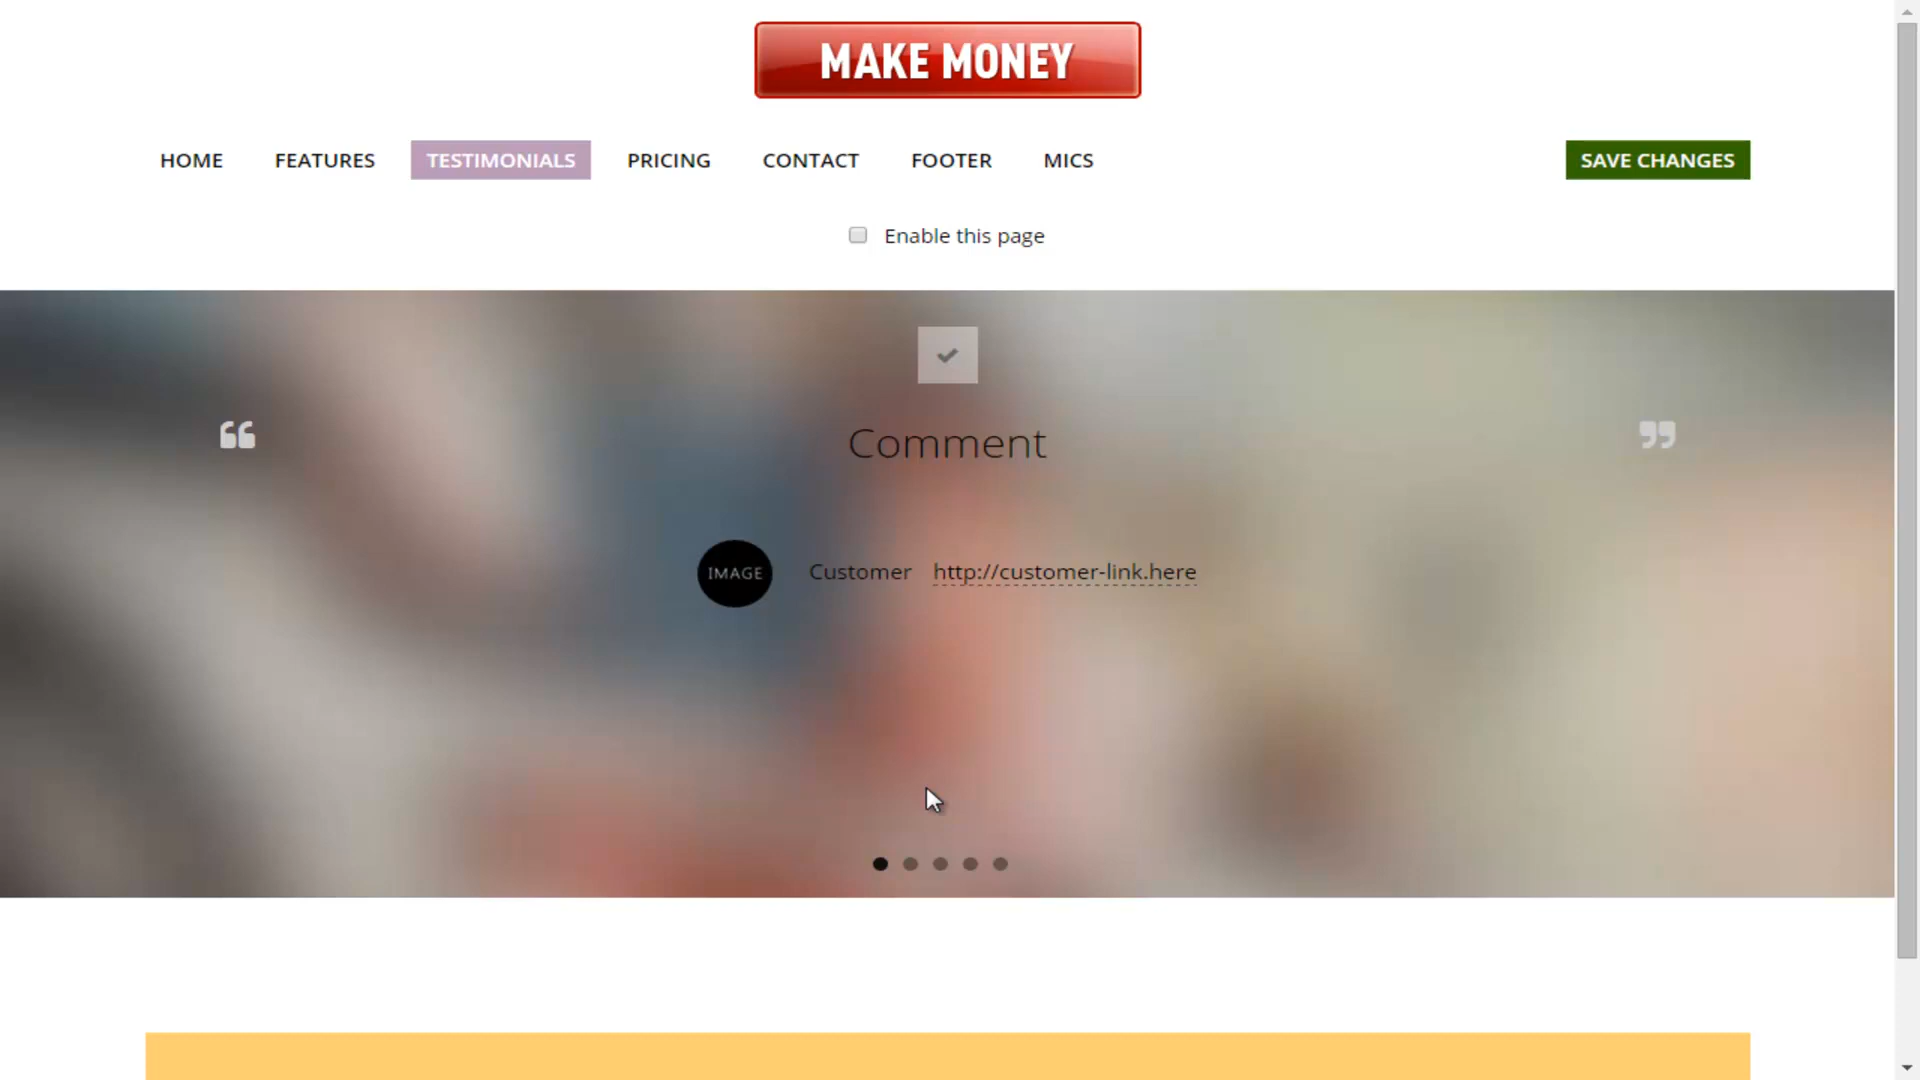 MAKE MONEY
HOME FEATURES TESTIMONIALS PRICING CONTACT FOOTER MICS SAVE CHANGES
Enable this page
Comment
IMAGE Customer http://customer-link.here